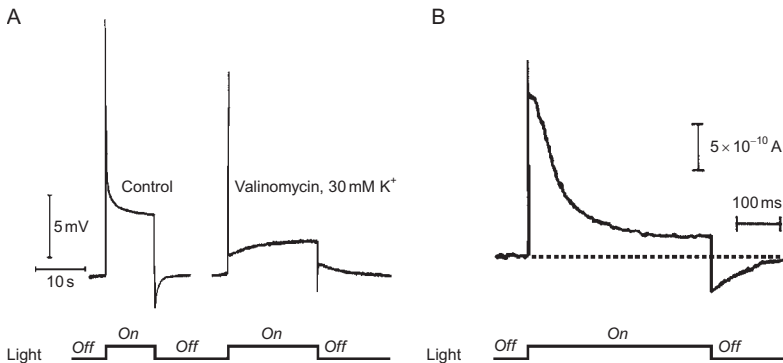 A
Control
Valinomycin, 30 mM K⁺
5 mV
10 s
Light
Off
On
Off
On
Off
B
5 × 10⁻¹⁰ A
100 ms
Light
Off
On
Off